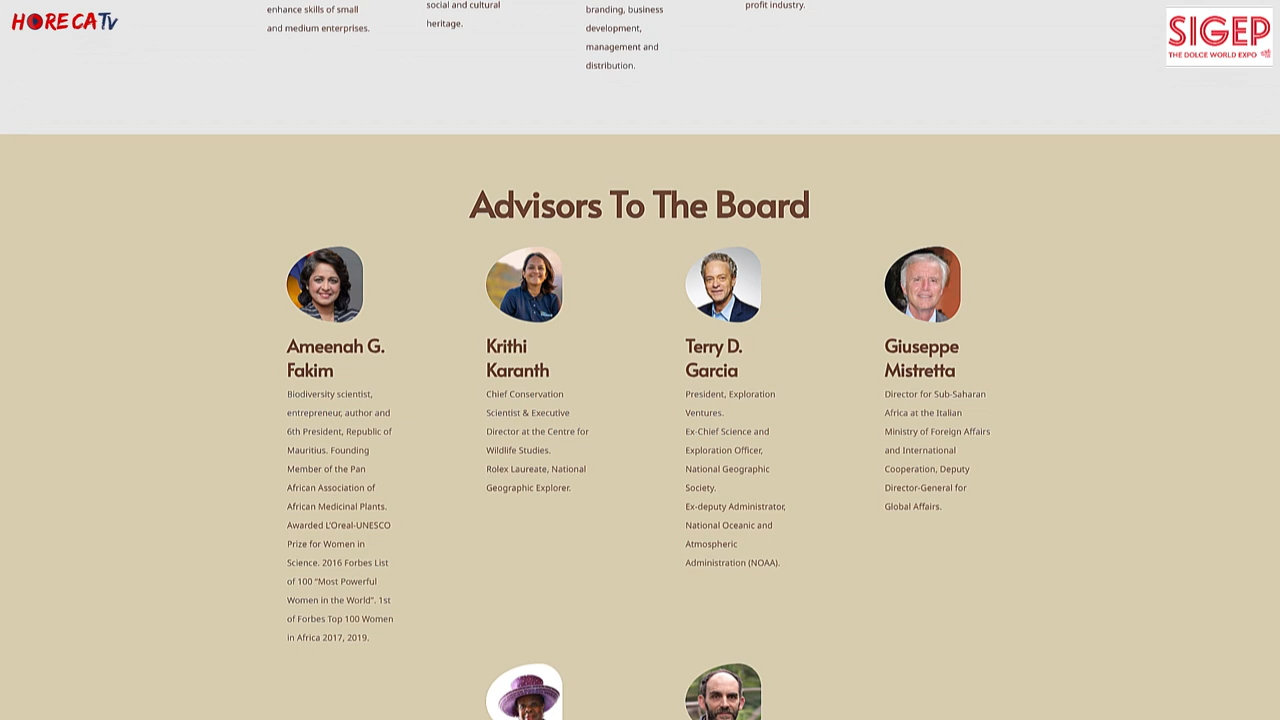 HORECATv
enhance skills of small
and medium enterprises.
social and cultural
heritage.
branding, business
development,
management and
distribution.
profit industry.
SIGEP
THE DOLCE WORLD EXPO
Advisors To The Board
Ameenah G.
Fakim
Biodiversity scientist,
entrepreneur, author and
6th President, Republic of
Mauritius. Founding
Member of the Pan
African Association of
African Medicinal Plants.
Awarded L'Oreal-UNESCO
Prize for Women in
Science. 2016 Forbes List
of 100 "Most Powerful
Women in the World". 1st
of Forbes Top 100 Women
in Africa 2017, 2019.
Krithi
Karanth
Chief Conservation
Scientist & Executive
Director at the Centre for
Wildlife Studies.
Rolex Laureate, National
Geographic Explorer.
Terry D.
Garcia
President, Exploration
Ventures.
Ex-Chief Science and
Exploration Officer,
National Geographic
Society.
Ex-deputy Administrator,
National Oceanic and
Atmospheric
Administration (NOAA).
Giuseppe
Mistretta
Director for Sub-Saharan
Africa at the Italian
Ministry of Foreign Affairs
and International
Cooperation, Deputy
Director-General for
Global Affairs.